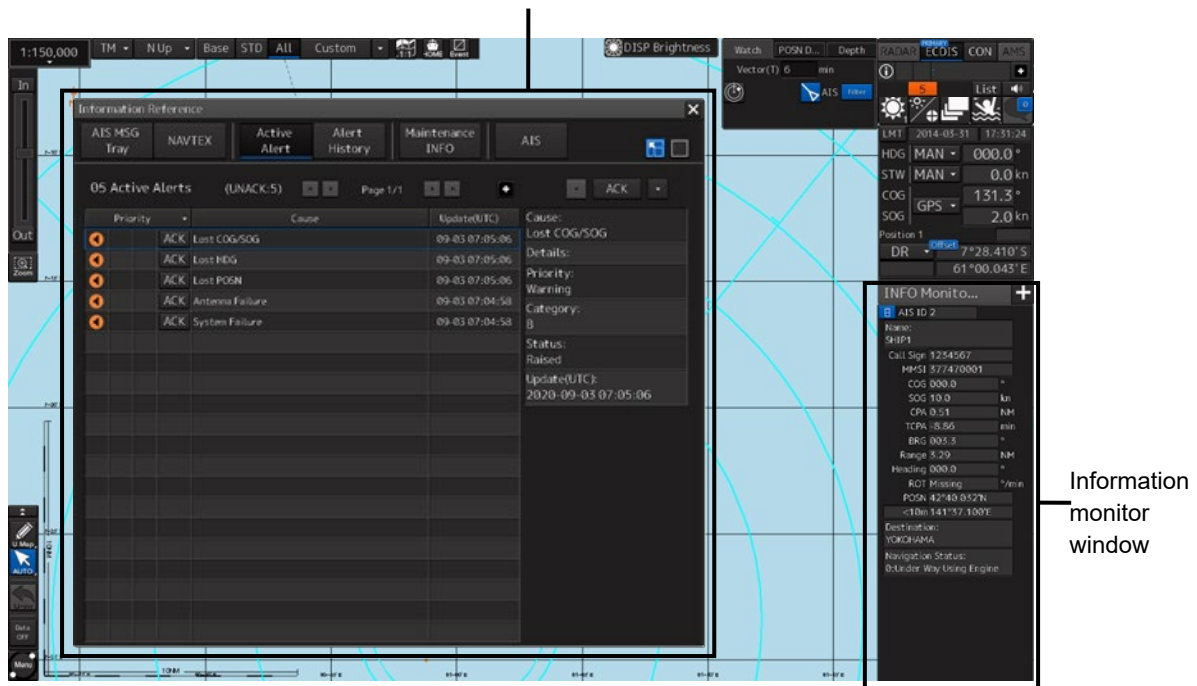 1:150,000 TM N Up Base STD All Custom 1:1 HOME Event DISP Brightness
Watch POSN D... Depth
Vector(T) 6 min
AIS Filter
PRIMARY
RADAR ECDIS CON AMS
5 List
In
Out
Zoom
Information Reference
AIS MSG Tray NAVTEX Active Alert Alert History Maintenance INFO AIS
05 Active Alerts (UNACK:5) Page 1/1 ACK
Priority Cause Update(UTC)
ACK Lost COG/SOG 09-03 07:05:06
ACK Lost HDG 09-03 07:05:06
ACK Lost POSN 09-03 07:05:06
ACK Antenna Failure 09-03 07:04:58
ACK System Failure 09-03 07:04:58
Cause:
Lost COG/SOG
Details:
Priority:
Warning
Category:
B
Status:
Raised
Update(UTC):
2020-09-03 07:05:06
LMT 2014-03-31 17:31:24
HDG MAN 000.0°
STW MAN 0.0 kn
COG GPS 131.3°
SOG 2.0 kn
Position 1
DR Offset 7°28.410'S
61°00.043'E
INFO Monito...
B AIS ID 2
Name:
SHIP1
Call Sign 1234567
MMSI 377470001
COG 000.0 °
SOG 10.0 kn
CPA 0.51 NM
TCPA -8.86 min
BRG 003.3 °
Range 3.29 NM
Heading 000.0 °
ROT Missing °/min
POSN 42°40.032'N
<10m 141°37.100'E
Destination:
YOKOHAMA
Navigation Status:
0:Under Way Using Engine
Information
monitor
window
U.Map
AUTO
Undo
Data
OFF
Menu
10NM